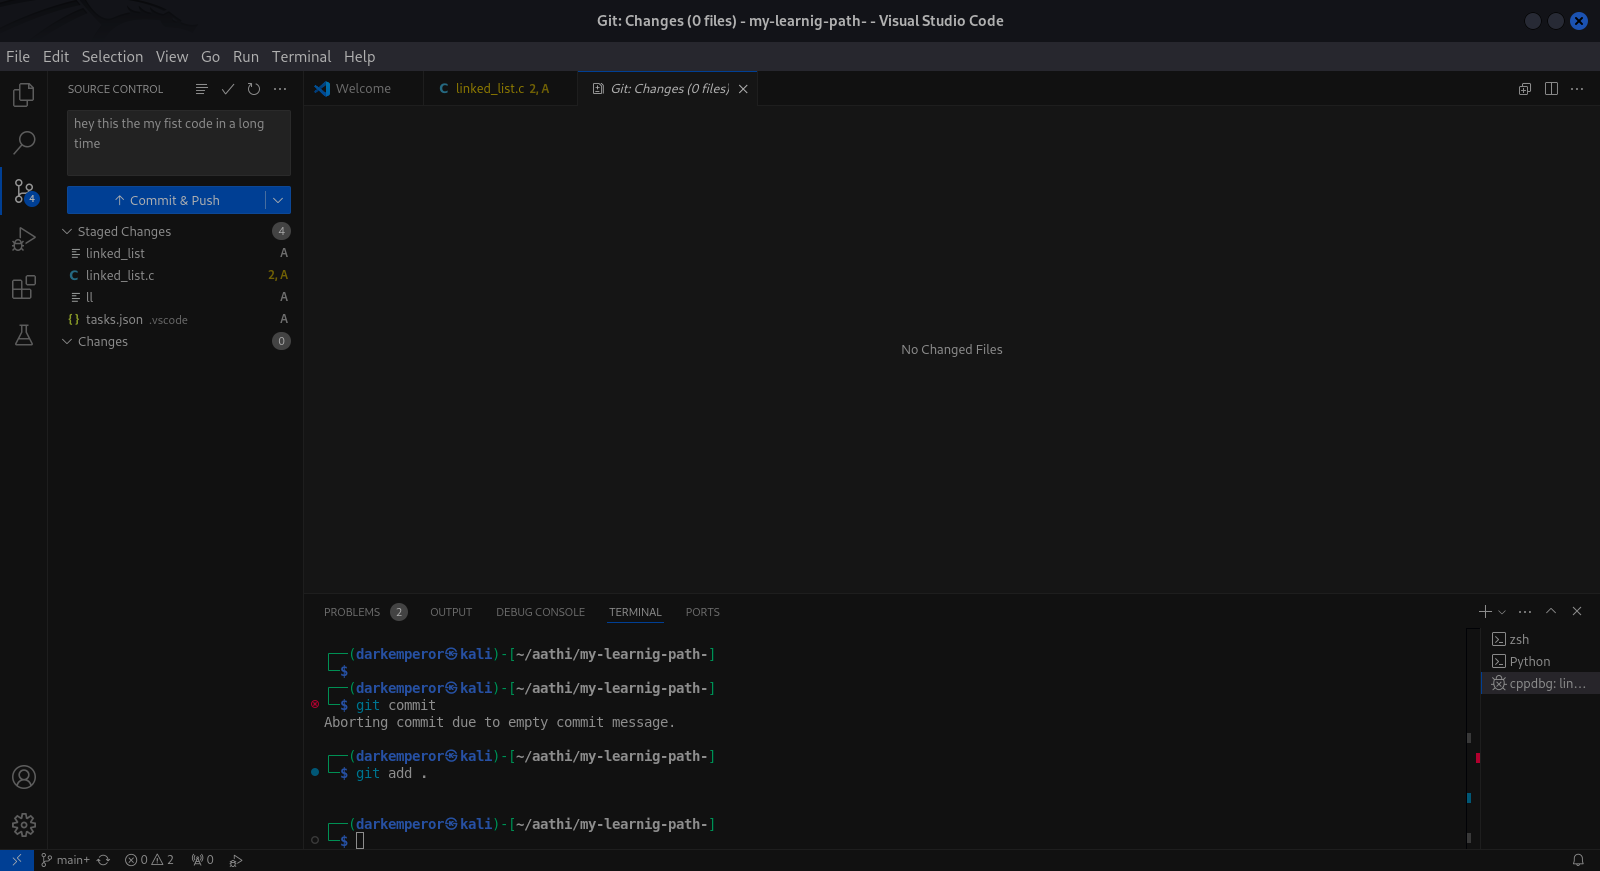 Git: Changes (0 files) - my-learnig-path- - Visual Studio Code
File Edit Selection View Go Run Terminal Help
SOURCE CONTROL
Welcome
linked_list.c 2, A
Git: Changes (0 files)
hey this the my fist code in a long
time
4
Commit & Push
Staged Changes 4
linked_list A
C linked_list.c 2, A
ll A
{} tasks.json .vscode A
Changes 0
No Changed Files
PROBLEMS 2 OUTPUT DEBUG CONSOLE TERMINAL PORTS
┌──(darkemperor㉿kali)-[~/aathi/my-learnig-path-]
└─$
┌──(darkemperor㉿kali)-[~/aathi/my-learnig-path-]
└─$ git commit
Aborting commit due to empty commit message.
┌──(darkemperor㉿kali)-[~/aathi/my-learnig-path-]
└─$ git add .
┌──(darkemperor㉿kali)-[~/aathi/my-learnig-path-]
└─$
zsh
Python
cppdbg: lin...
main+ 0 2 0